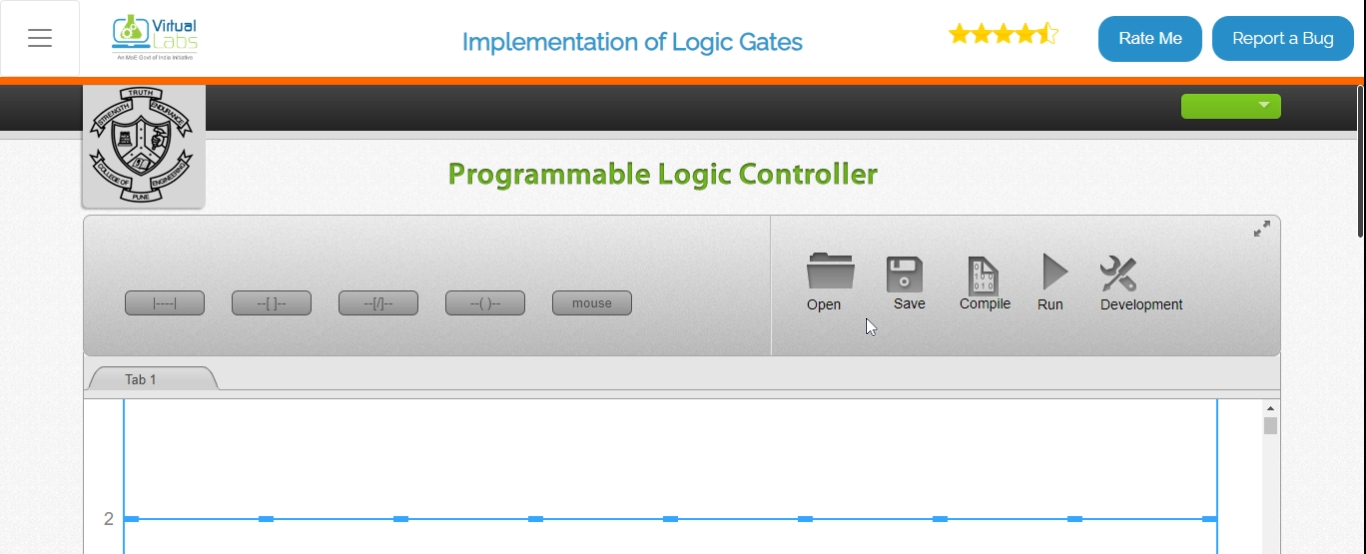 Virtual
Labs
An MoE Govt of India Initiative
Implementation of Logic Gates
Rate Me
Report a Bug
TRUTH
STRENGTH
ENDURANCE
COLLEGE OF
ENGINEERING
PUNE
Programmable Logic Controller
|----|
--[ ]--
--[/]--
--( )--
mouse
Open
Save
Compile
Run
Development
Tab 1
2